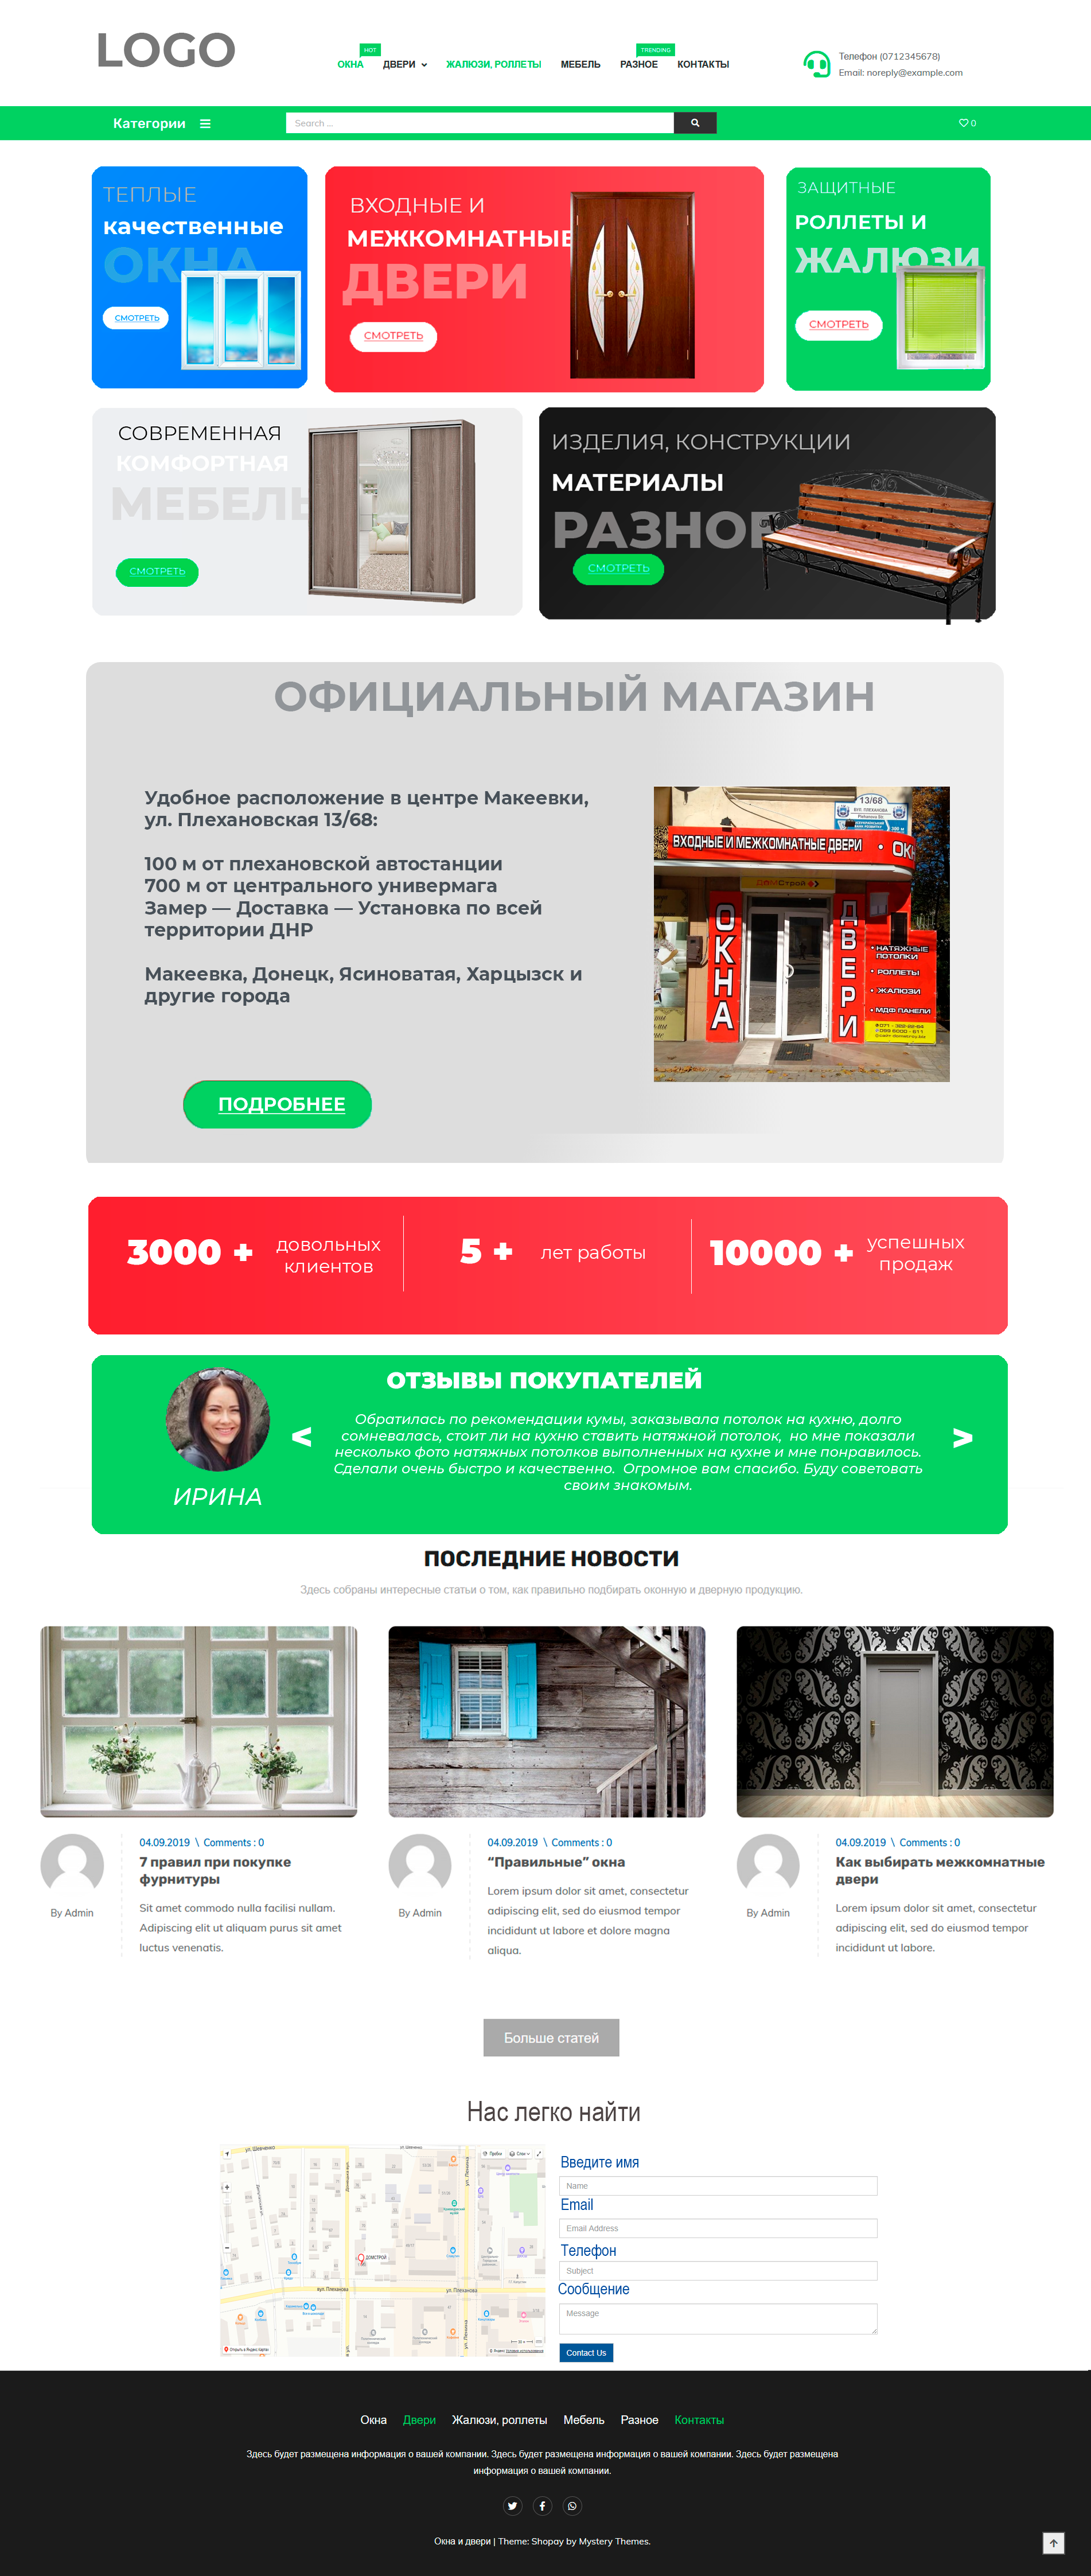 LOGO
HOT
TRENDING
ОКНА ДВЕРИ ЖАЛЮЗИ, РОЛЛЕТЫ МЕБЕЛЬ РАЗНОЕ КОНТАКТЫ
Телефон (0712345678)
Email: noreply@example.com
Категории
Search ...
0
ТЕПЛЫЕ
качественные
ОКНА
СМОТРЕТЬ
ВХОДНЫЕ И
МЕЖКОМНАТНЫЕ
ДВЕРИ
СМОТРЕТЬ
ЗАЩИТНЫЕ
РОЛЛЕТЫ И
ЖАЛЮЗИ
СМОТРЕТЬ
СОВРЕМЕННАЯ
КОМФОРТНАЯ
МЕБЕЛЬ
СМОТРЕТЬ
ИЗДЕЛИЯ, КОНСТРУКЦИИ
МАТЕРИАЛЫ
РАЗНОЕ
СМОТРЕТЬ
ОФИЦИАЛЬНЫЙ МАГАЗИН
Удобное расположение в центре Макеевки,
ул. Плехановская 13/68:
100 м от плехановской автостанции
700 м от центрального универмага
Замер — Доставка — Установка по всей
территории ДНР
Макеевка, Донецк, Ясиноватая, Харцызск и
другие города
ПОДРОБНЕЕ
13/68
ВХОДНЫЕ И МЕЖКОМНАТНЫЕ ДВЕРИ • ОКН
ДОМСтрой
ОКНА
ДВЕРИ
• НАТЯЖНЫЕ
ПОТОЛКИ
• РОЛЛЕТЫ
• ЖАЛЮЗИ
• МДФ ПАНЕЛИ
3000 + довольных
клиентов
5 + лет работы
10000 + успешных
продаж
ОТЗЫВЫ ПОКУПАТЕЛЕЙ
< >
Обратилась по рекомендации кумы, заказывала потолок на кухню, долго
сомневалась, стоит ли на кухню ставить натяжной потолок, но мне показали
несколько фото натяжных потолков выполненных на кухне и мне понравилось.
Сделали очень быстро и качественно. Огромное вам спасибо. Буду советовать
своим знакомым.
ИРИНА
ПОСЛЕДНИЕ НОВОСТИ
Здесь собраны интересные статьи о том, как правильно подбирать оконную и дверную продукцию.
04.09.2019 \ Comments : 0
7 правил при покупке
фурнитуры
By Admin
Sit amet commodo nulla facilisi nullam.
Adipiscing elit ut aliquam purus sit amet
luctus venenatis.
04.09.2019 \ Comments : 0
“Правильные” окна
By Admin
Lorem ipsum dolor sit amet, consectetur
adipiscing elit, sed do eiusmod tempor
incididunt ut labore et dolore magna
aliqua.
04.09.2019 \ Comments : 0
Как выбирать межкомнатные
двери
By Admin
Lorem ipsum dolor sit amet, consectetur
adipiscing elit, sed do eiusmod tempor
incididunt ut labore.
Больше статей
Нас легко найти
ул. Шевченко
ул. Ленина
ДОМСТРОЙ
вул. Плеханова
ул. Плеханова
ул. Ленина
Введите имя
Name
Email
Email Address
Телефон
Subject
Сообщение
Message
Contact Us
Окна Двери Жалюзи, роллеты Мебель Разное Контакты
Здесь будет размещена информация о вашей компании. Здесь будет размещена информация о вашей компании. Здесь будет размещена
информация о вашей компании.
Окна и двери | Theme: Shopay by Mystery Themes.